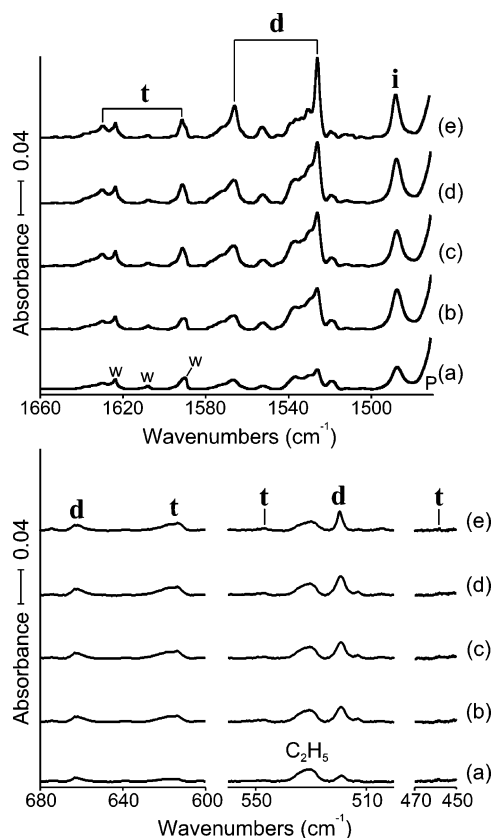 d
t
i
(e)
(d)
(c)
(b)
w w w P (a)
Absorbance 0.04
1660 1620 1580 1540 1500
Wavenumbers (cm⁻¹)
d t t d t
(e)
(d)
(c)
(b)
C₂H₅
(a)
Absorbance 0.04
680 640 600 550 510 470 450
Wavenumbers (cm⁻¹)